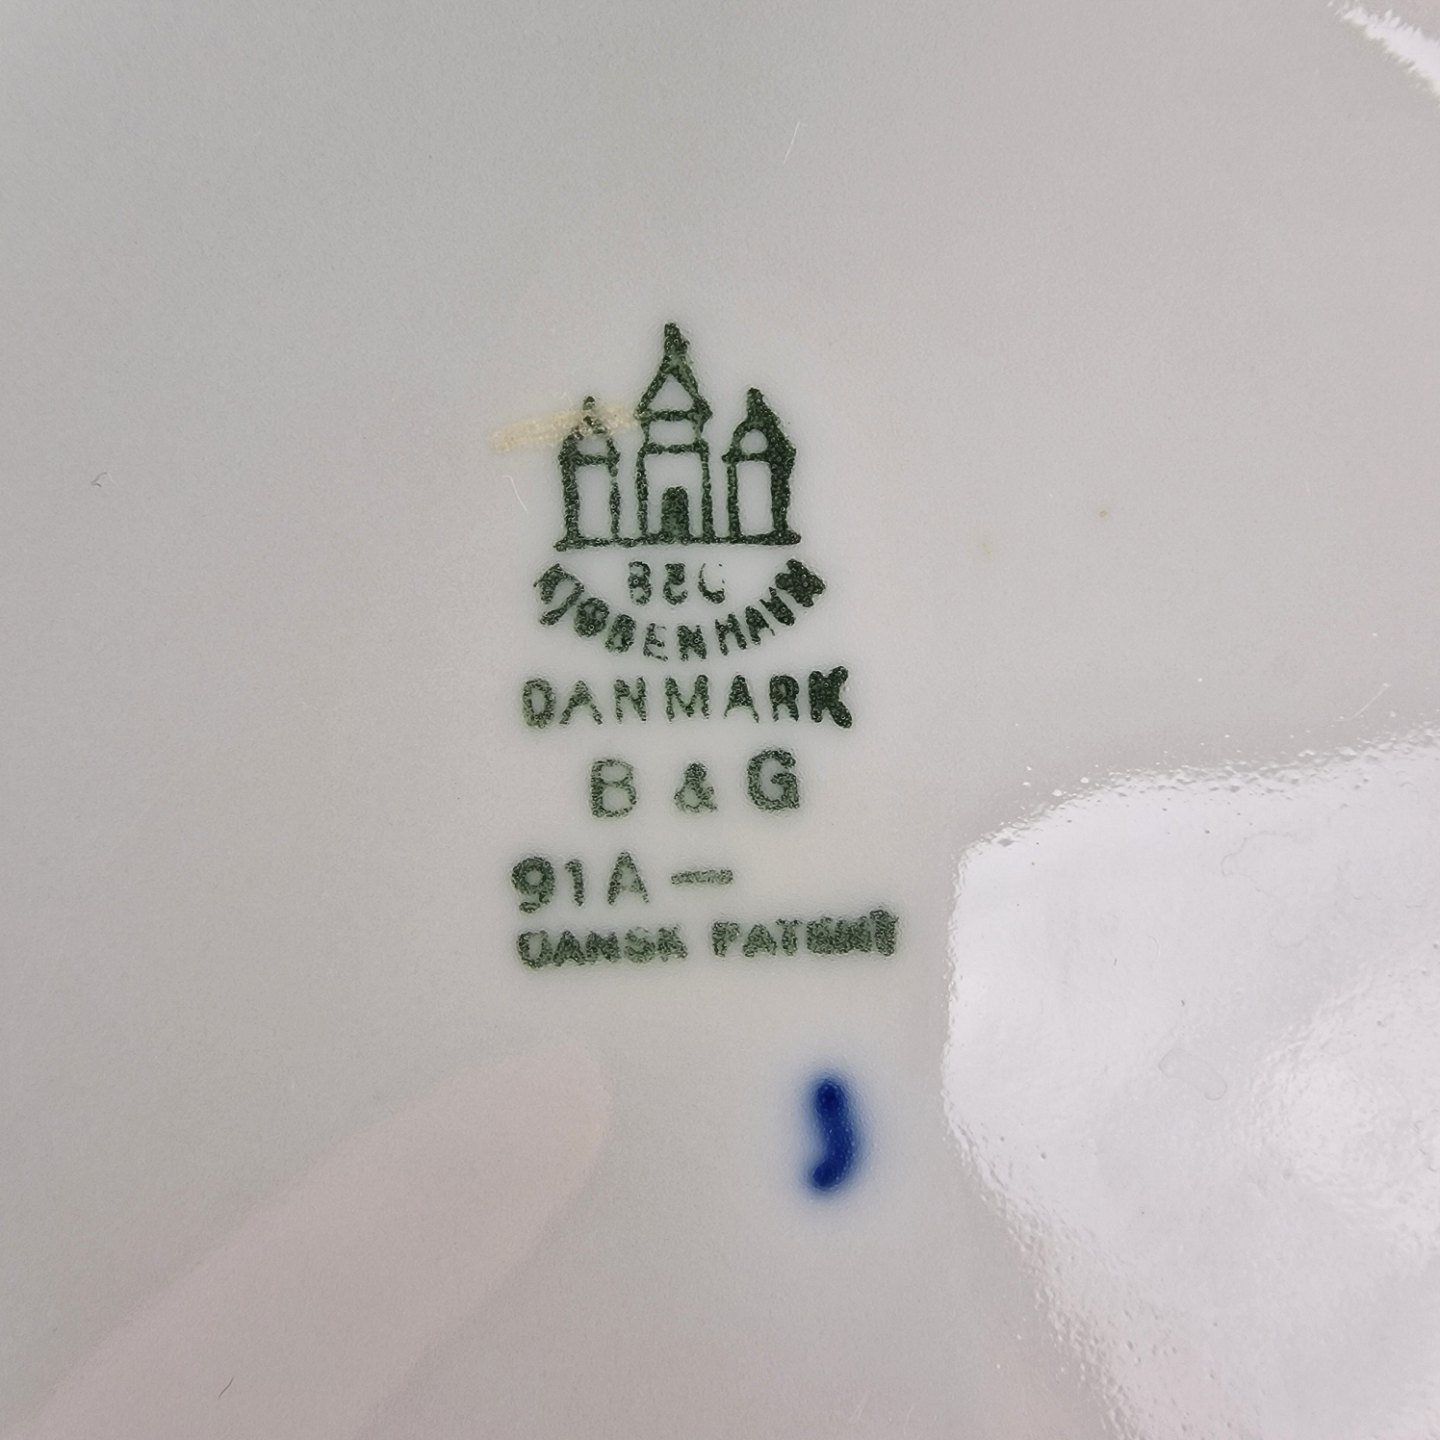 B&G
KJØBENHAVN
DANMARK
B & G
91A—
DANSK PATENT